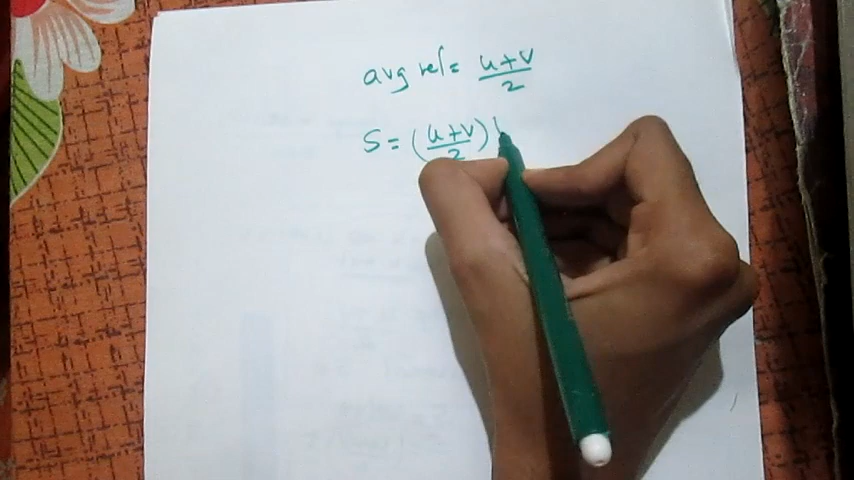 avg vel = u+v/2
S = (u+v/2)